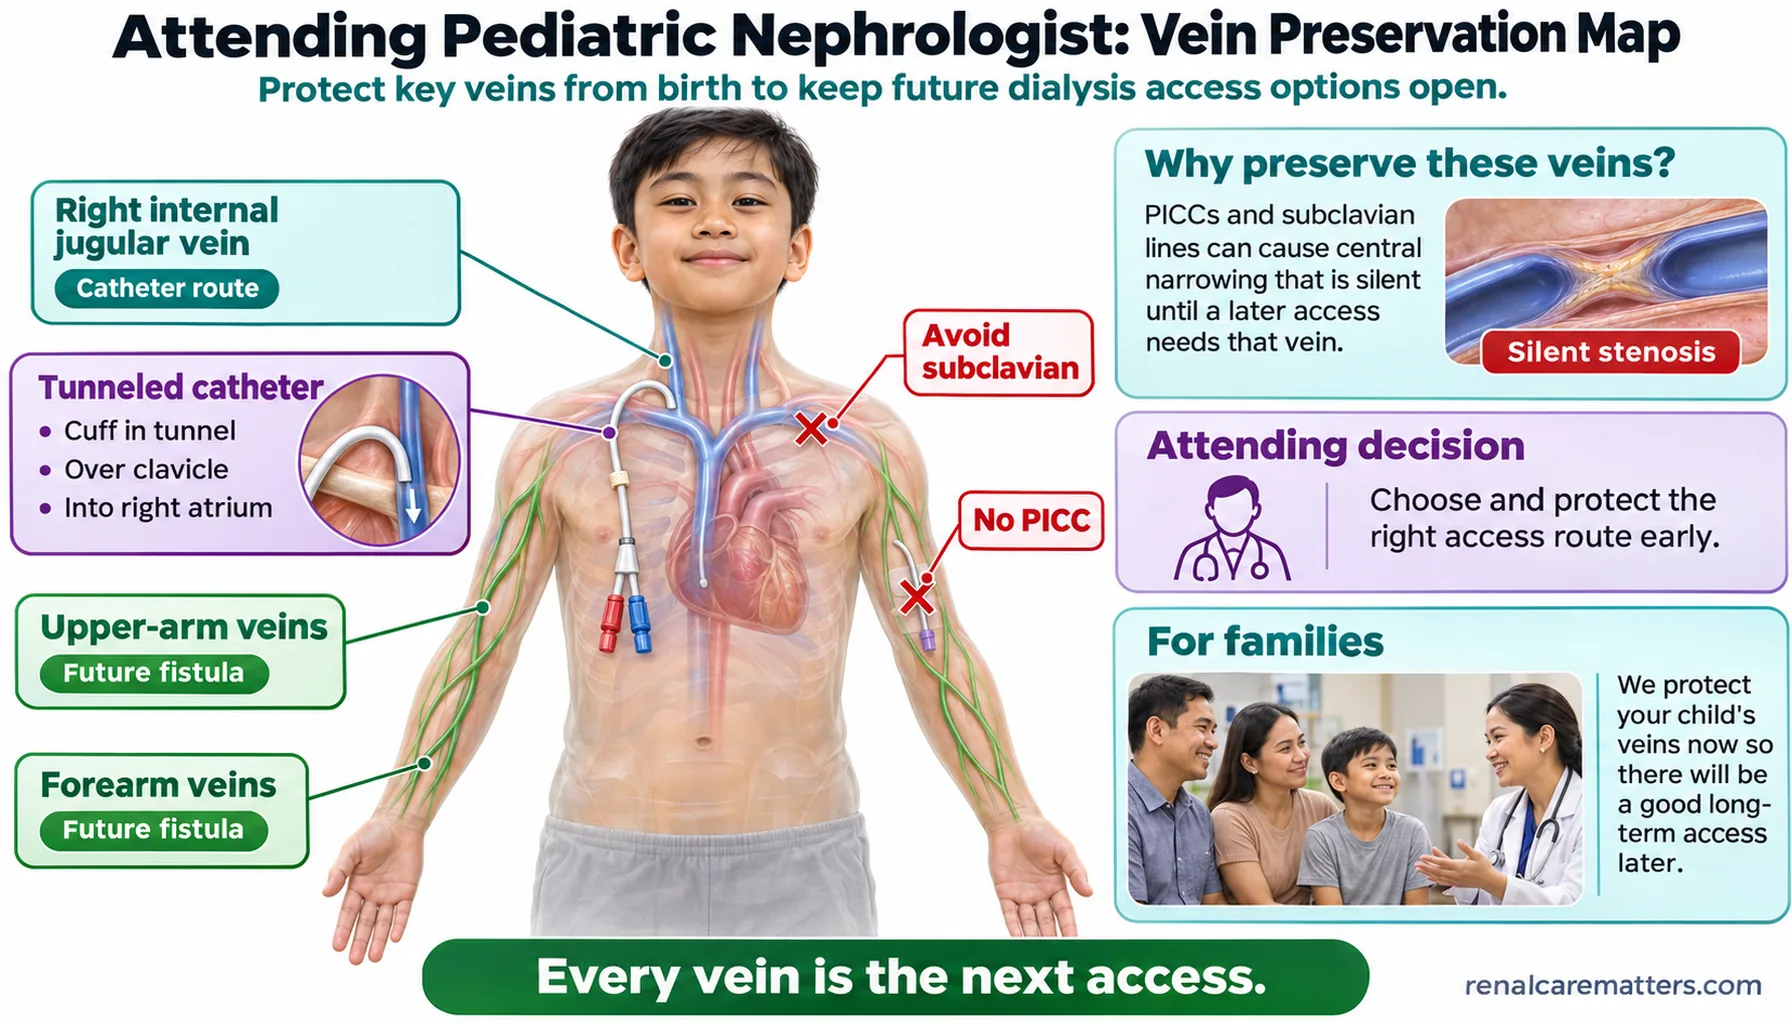 Attending Pediatric Nephrologist: Vein Preservation Map
Protect key veins from birth to keep future dialysis access options open.
Right internal
jugular vein
Catheter route
Tunneled catheter
• Cuff in tunnel
• Over clavicle
• Into right atrium
Upper-arm veins
Future fistula
Forearm veins
Future fistula
Avoid
subclavian
No PICC
Why preserve these veins?
PICCs and subclavian
lines can cause central
narrowing that is silent
until a later access
needs that vein.
Silent stenosis
Attending decision
Choose and protect the
right access route early.
For families
We protect
your child's
veins now so
there will be
a good long-
term access
later.
Every vein is the next access.
renalcarematters.com